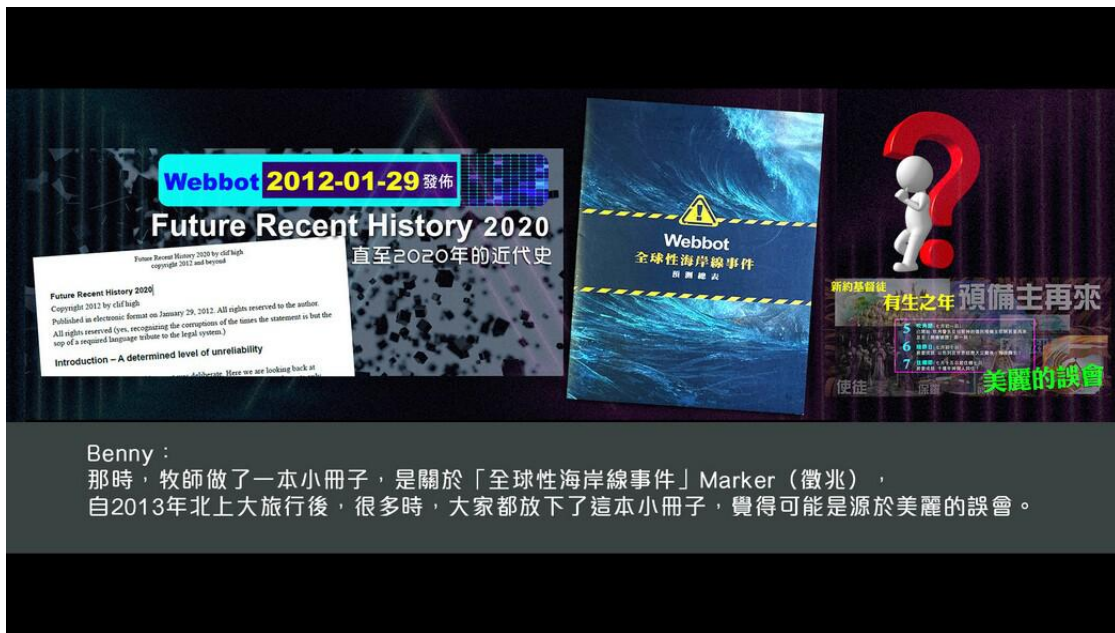 Webbot 2012-01-29 發佈
Future Recent History 2020
直至2020年的近代史
Future Recent History 2020 by clif high
copyright 2012 and beyond
Future Recent History 2020
Copyright 2012 by clif high
Published in electronic format on January 29, 2012. All rights reserved to the author.
All rights reserved (yes, recognizing the corruptions of the times the statement is but the
sop of a required language tribute to the legal system.)
Introduction – A determined level of unreliability
deliberate. Here we are looking back at
Webbot
全球性海岸線事件
預測總表
?
新約基督徒
有生之年 預備主再來
5
6
7
使徒
美麗的誤會
Benny：
那時，牧師做了一本小冊子，是關於「全球性海岸線事件」Marker（徵兆），
自2013年北上大旅行後，很多時，大家都放下了這本小冊子，覺得可能是源於美麗的誤會。